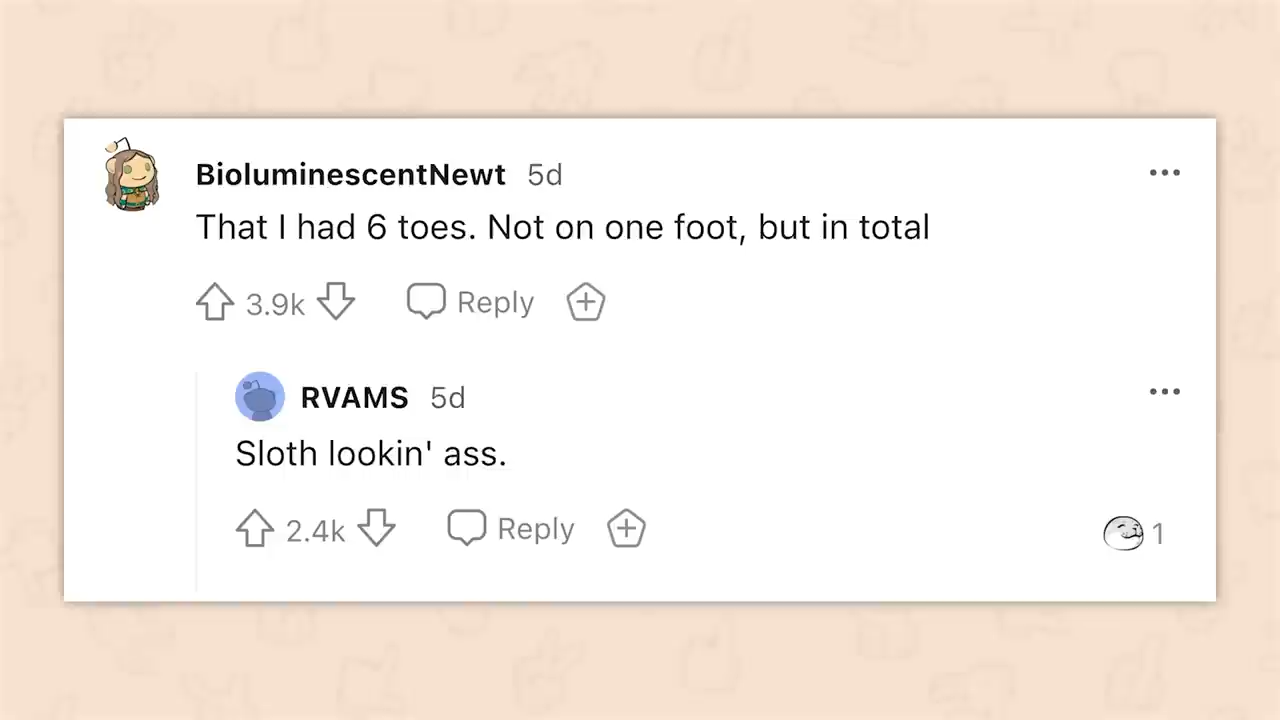 BioluminescentNewt 5d
That I had 6 toes. Not on one foot, but in total
3.9k Reply
RVAMS 5d
Sloth lookin' ass.
2.4k Reply 1